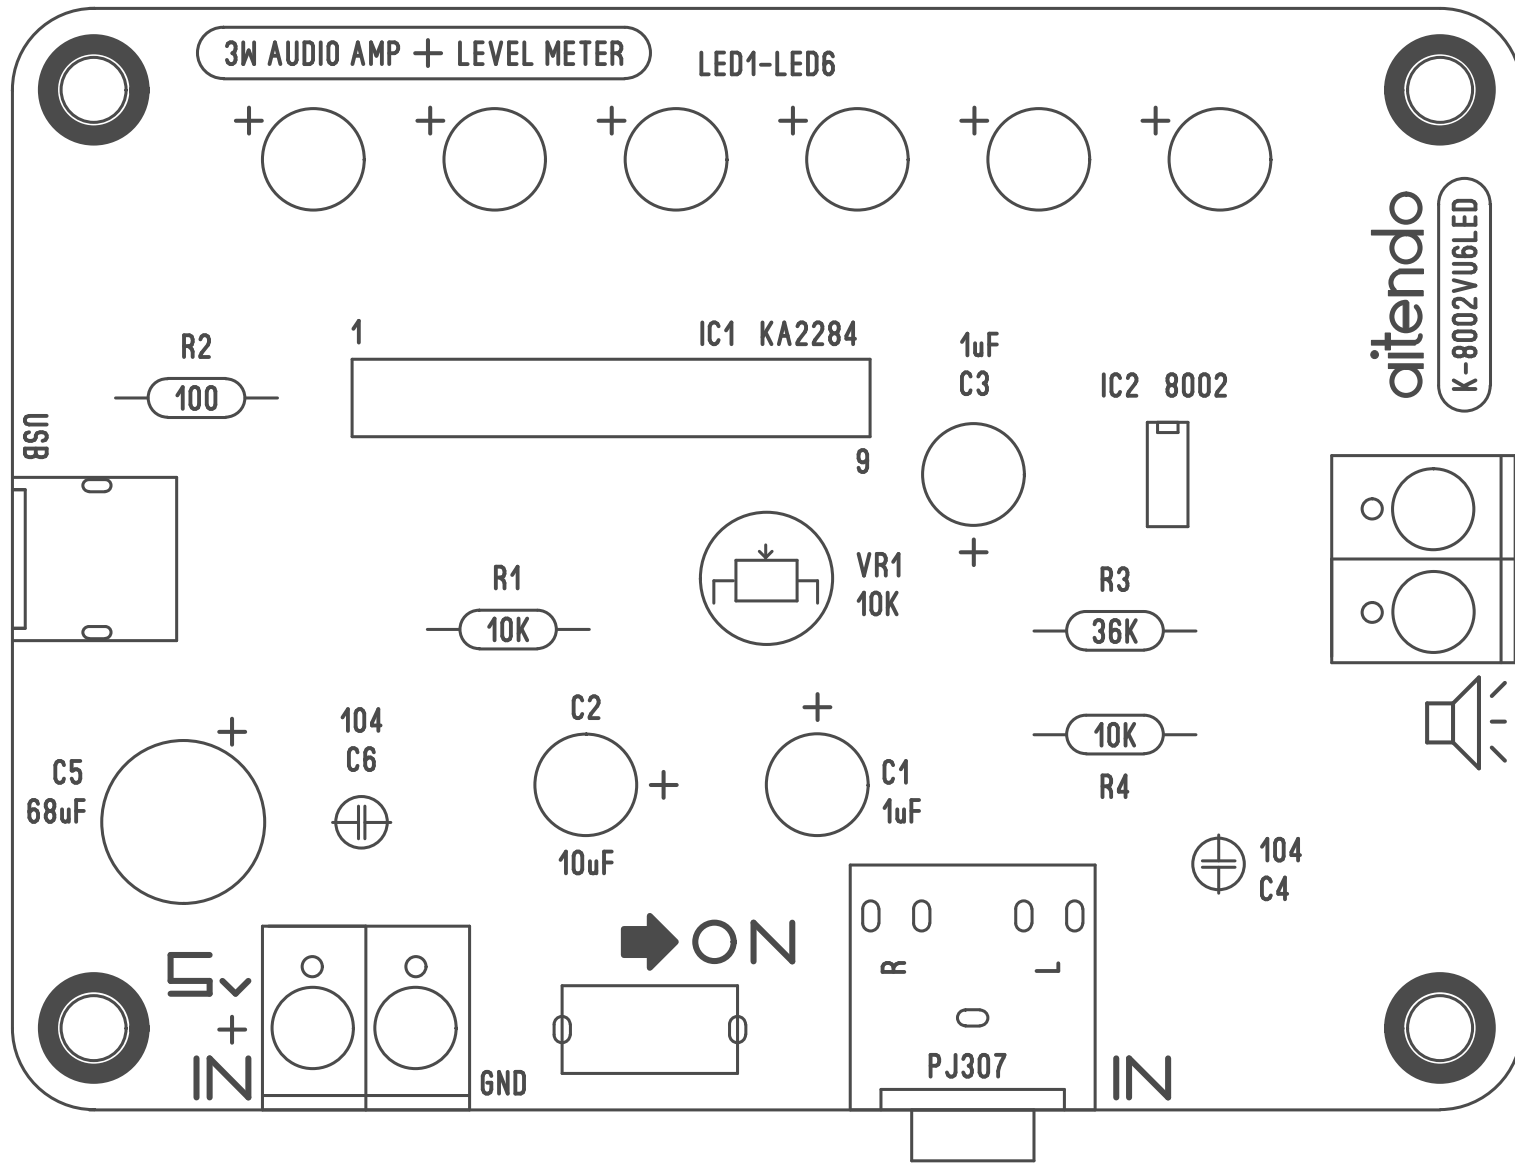 3W AUDIO AMP + LEVEL METER
LED1-LED6
+ + + + + +
aitendo
K-8002VU6LED
R2
100
1
IC1 KA2284
9
1uF
C3
+
IC2 8002
USB
R1
10K
VR1
10K
R3
36K
10K
R4
C5
68uF
+
104
C6
C2
+
10uF
+
C1
1uF
104
C4
5v
+
IN
GND
ON
R
L
PJ307
IN